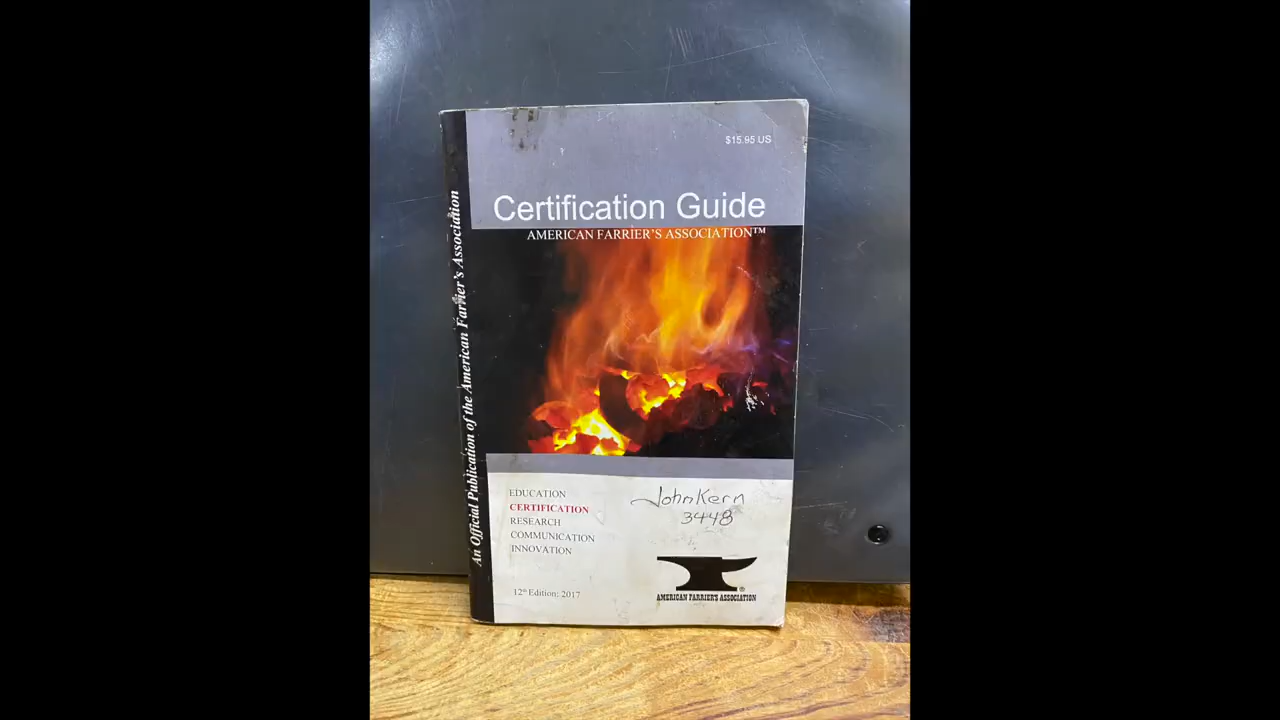 $15.95 US
Certification Guide
AMERICAN FARRIER'S ASSOCIATION™
An Official Publication of the American Farrier's Association
EDUCATION
CERTIFICATION
RESEARCH
COMMUNICATION
INNOVATION
John Kern
3448
AMERICAN FARRIER'S ASSOCIATION®
12th Edition: 2017